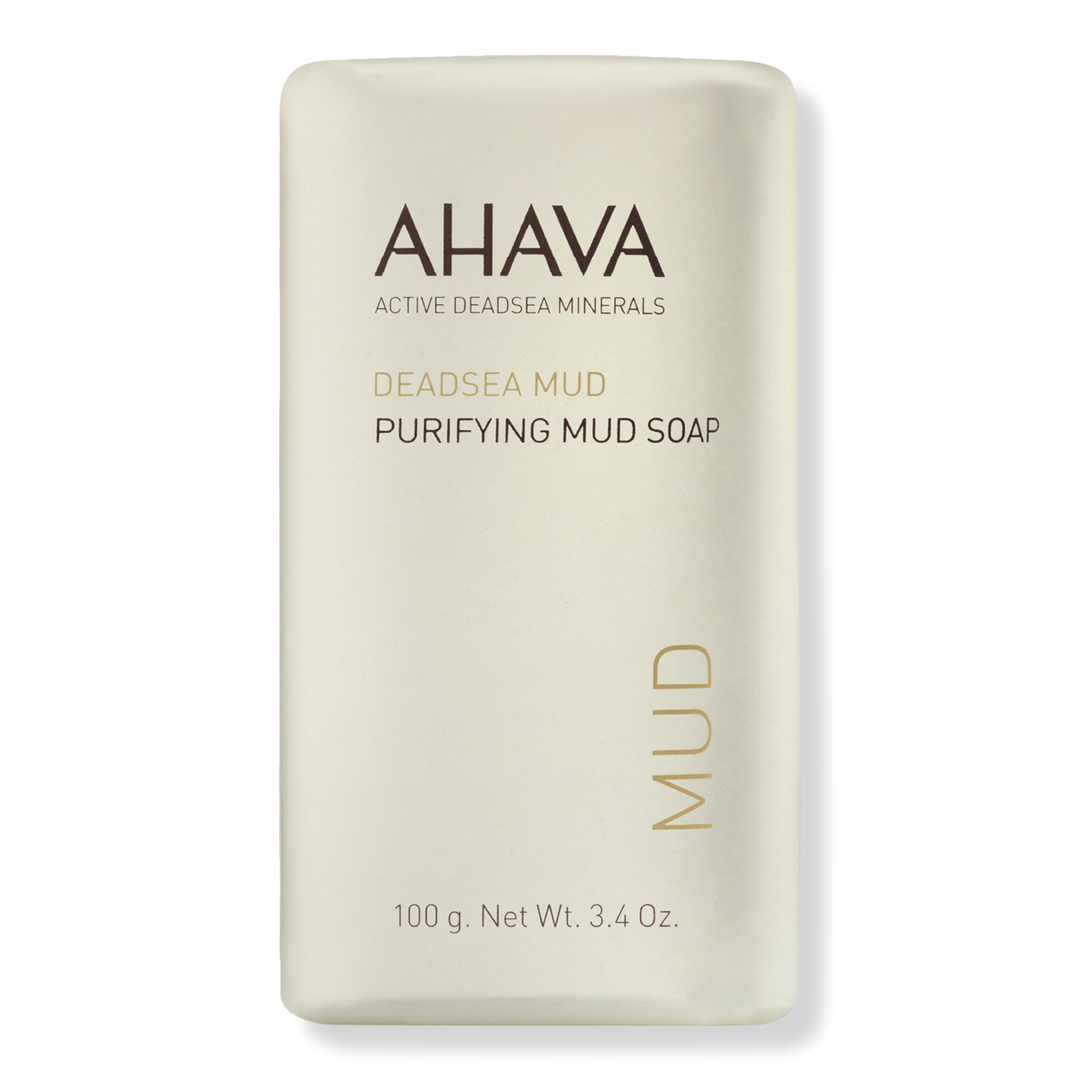 AHAVA
ACTIVE DEADSEA MINERALS
DEADSEA MUD
PURIFYING MUD SOAP
MUD
100 g. Net Wt. 3.4 Oz.